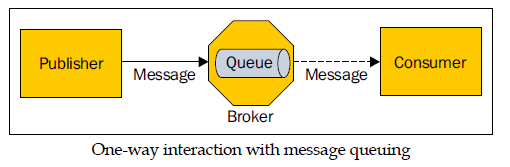 Publisher
Message
Queue
Broker
Message
Consumer
One-way interaction with message queuing